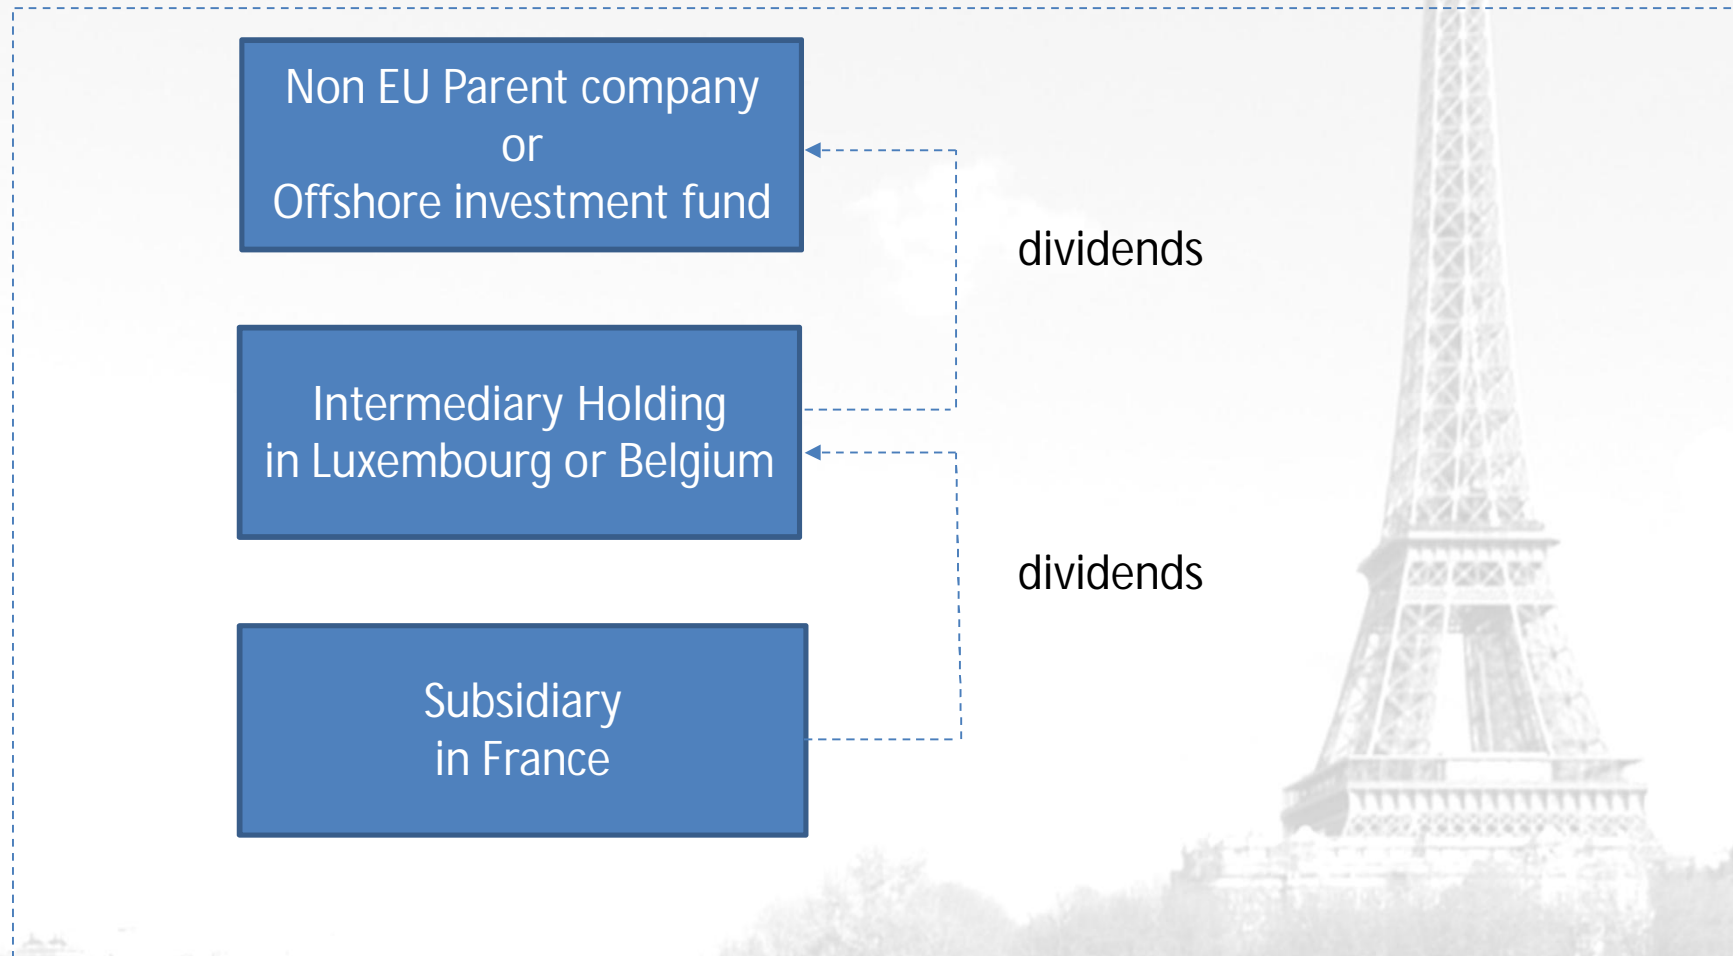 Non EU Parent company
or
Offshore investment fund
dividends
Intermediary Holding
in Luxembourg or Belgium
dividends
Subsidiary
in France